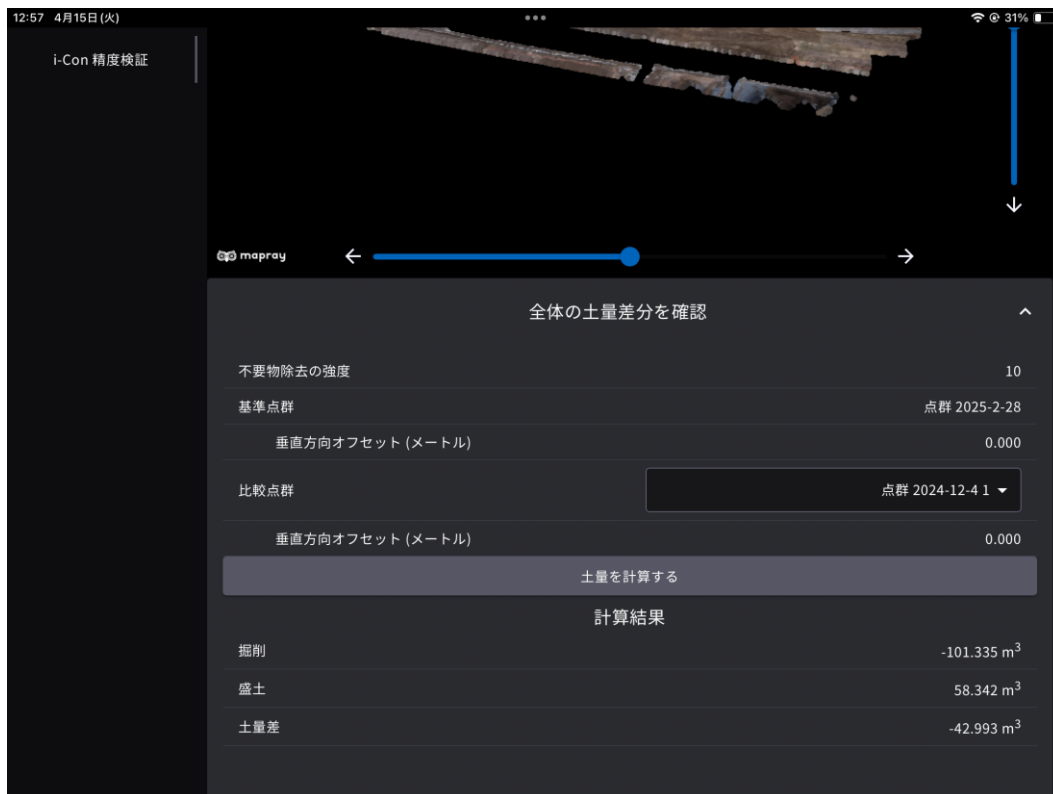 12:57 4月15日(火)
31%
i-Con 精度検証
mapray
全体の土量差分を確認
不要物除去の強度 10
基準点群 点群 2025-2-28
垂直方向オフセット (メートル) 0.000
比較点群 点群 2024-12-4 1
垂直方向オフセット (メートル) 0.000
土量を計算する
計算結果
掘削 -101.335 m³
盛土 58.342 m³
土量差 -42.993 m³